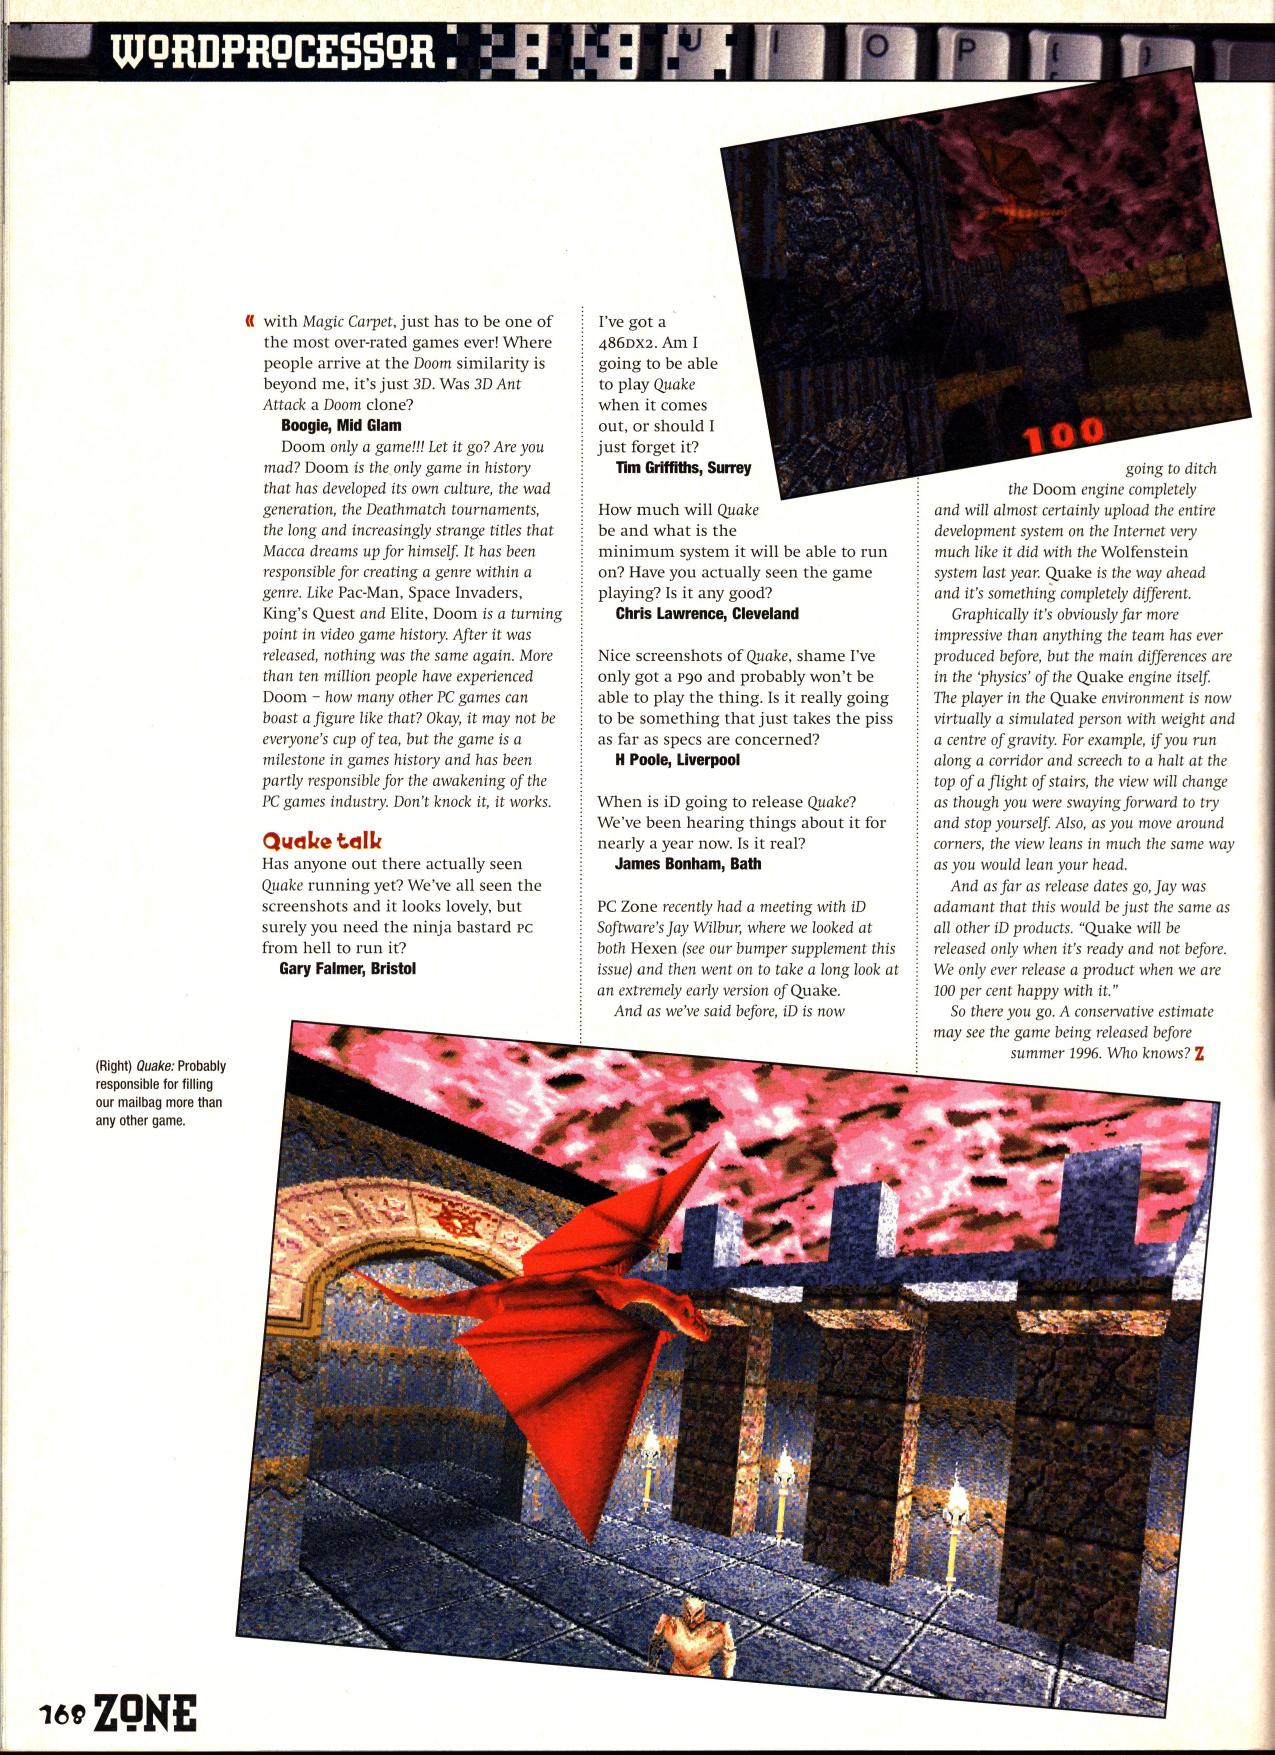 WORDPROCESSOR
U I O P { }
« with Magic Carpet, just has to be one of
the most over-rated games ever! Where
people arrive at the Doom similarity is
beyond me, it's just 3D. Was 3D Ant
Attack a Doom clone?
Boogie, Mid Glam
Doom only a game!!! Let it go? Are you
mad? Doom is the only game in history
that has developed its own culture, the wad
generation, the Deathmatch tournaments,
the long and increasingly strange titles that
Macca dreams up for himself. It has been
responsible for creating a genre within a
genre. Like Pac-Man, Space Invaders,
King's Quest and Elite, Doom is a turning
point in video game history. After it was
released, nothing was the same again. More
than ten million people have experienced
Doom – how many other PC games can
boast a figure like that? Okay, it may not be
everyone's cup of tea, but the game is a
milestone in games history and has been
partly responsible for the awakening of the
PC games industry. Don't knock it, it works.
Quake talk
Has anyone out there actually seen
Quake running yet? We've all seen the
screenshots and it looks lovely, but
surely you need the ninja bastard PC
from hell to run it?
Gary Falmer, Bristol
I've got a
486DX2. Am I
going to be able
to play Quake
when it comes
out, or should I
just forget it?
Tim Griffiths, Surrey
How much will Quake
be and what is the
minimum system it will be able to run
on? Have you actually seen the game
playing? Is it any good?
Chris Lawrence, Cleveland
Nice screenshots of Quake, shame I've
only got a P90 and probably won't be
able to play the thing. Is it really going
to be something that just takes the piss
as far as specs are concerned?
H Poole, Liverpool
When is iD going to release Quake?
We've been hearing things about it for
nearly a year now. Is it real?
James Bonham, Bath
PC Zone recently had a meeting with iD
Software's Jay Wilbur, where we looked at
both Hexen (see our bumper supplement this
issue) and then went on to take a long look at
an extremely early version of Quake.
And as we've said before, iD is now
100
going to ditch
the Doom engine completely
and will almost certainly upload the entire
development system on the Internet very
much like it did with the Wolfenstein
system last year. Quake is the way ahead
and it's something completely different.
Graphically it's obviously far more
impressive than anything the team has ever
produced before, but the main differences are
in the 'physics' of the Quake engine itself.
The player in the Quake environment is now
virtually a simulated person with weight and
a centre of gravity. For example, if you run
along a corridor and screech to a halt at the
top of a flight of stairs, the view will change
as though you were swaying forward to try
and stop yourself. Also, as you move around
corners, the view leans in much the same way
as you would lean your head.
And as far as release dates go, Jay was
adamant that this would be just the same as
all other iD products. "Quake will be
released only when it's ready and not before.
We only ever release a product when we are
100 per cent happy with it."
So there you go. A conservative estimate
may see the game being released before
summer 1996. Who knows? Z
(Right) Quake: Probably
responsible for filling
our mailbag more than
any other game.
168 ZONE